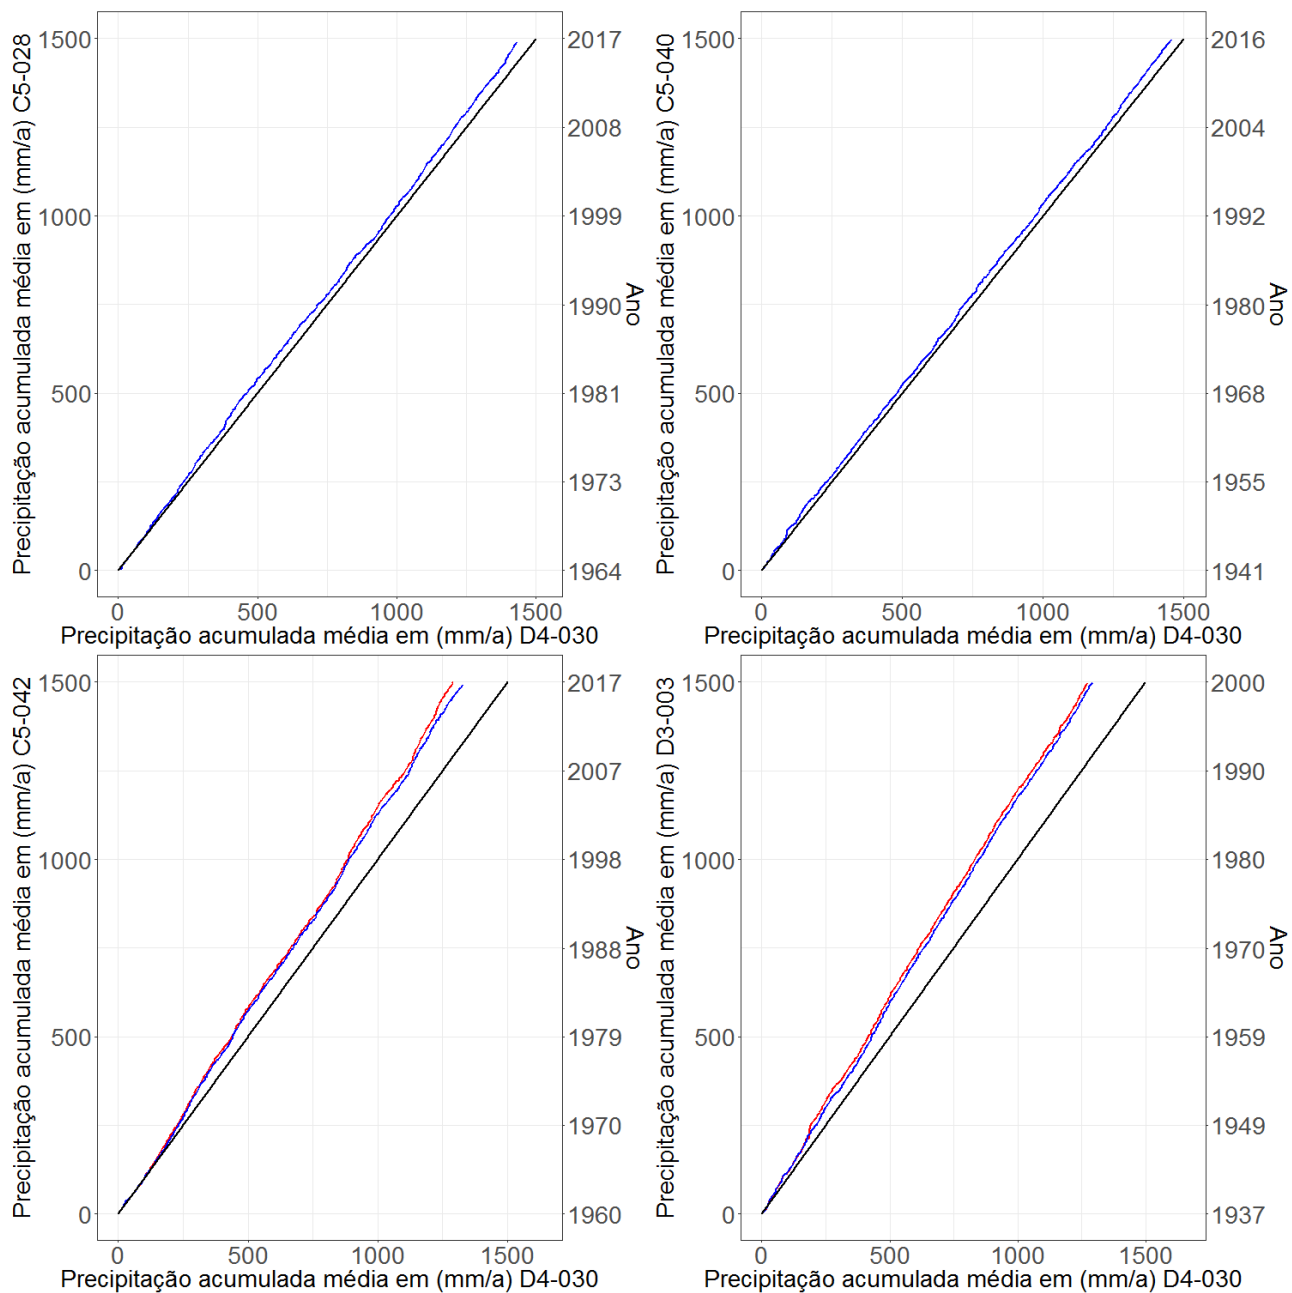 Precipitação acumulada média em (mm/a) C5-028
1500
1000
500
0
2017
2008
1999
1990
1981
1973
1964
Ano
0 500 1000 1500
Precipitação acumulada média em (mm/a) D4-030
Precipitação acumulada média em (mm/a) C5-040
1500
1000
500
0
2016
2004
1992
1980
1968
1955
1941
Ano
0 500 1000 1500
Precipitação acumulada média em (mm/a) D4-030
Precipitação acumulada média em (mm/a) C5-042
1500
1000
500
0
2017
2007
1998
1988
1979
1970
1960
Ano
0 500 1000 1500
Precipitação acumulada média em (mm/a) D4-030
Precipitação acumulada média em (mm/a) D3-003
1500
1000
500
0
2000
1990
1980
1970
1959
1949
1937
Ano
0 500 1000 1500
Precipitação acumulada média em (mm/a) D4-030